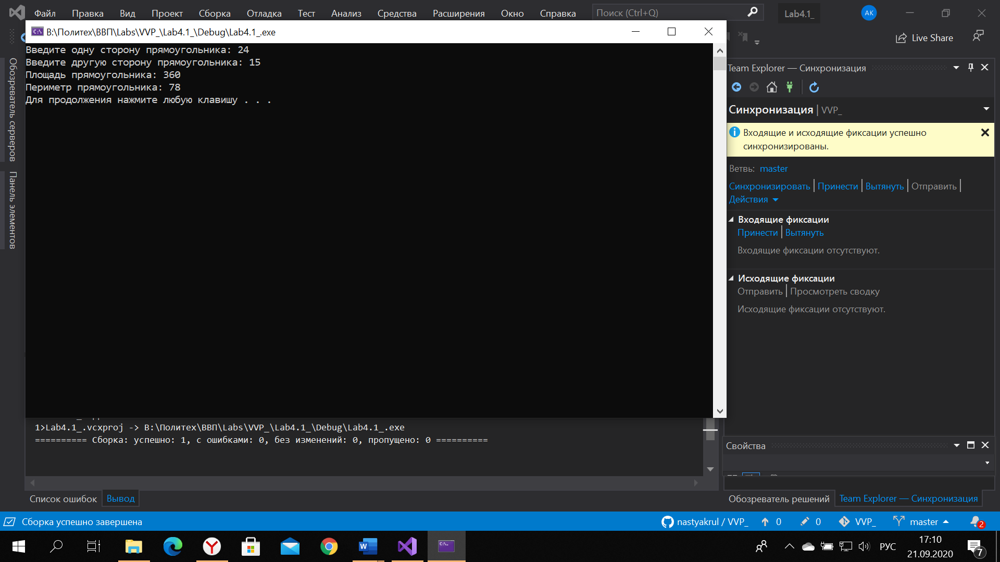 Файл Правка Вид Проект Сборка Отладка Тест Анализ Средства Расширения Окно Справка Поиск (Ctrl+Q) Lab4.1_ AK
Live Share
B:\Политех\ВВП\Labs\VVP_\Lab4.1_\Debug\Lab4.1_.exe
Введите одну сторону прямоугольника: 24
Введите другую сторону прямоугольника: 15
Площадь прямоугольника: 360
Периметр прямоугольника: 78
Для продолжения нажмите любую клавишу . . .
Обозреватель серверов
Панель элементов
Team Explorer — Синхронизация
Синхронизация | VVP_
Входящие и исходящие фиксации успешно
синхронизированы.
Ветвь: master
Синхронизировать | Принести | Вытянуть | Отправить |
Действия
Входящие фиксации
Принести | Вытянуть
Входящие фиксации отсутствуют.
Исходящие фиксации
Отправить | Просмотреть сводку
Исходящие фиксации отсутствуют.
1>Lab4.1_.vcxproj -> B:\Политех\ВВП\Labs\VVP_\Lab4.1_\Debug\Lab4.1_.exe
========== Сборка: успешно: 1, с ошибками: 0, без изменений: 0, пропущено: 0 ==========
Свойства
Список ошибок Вывод
Обозреватель решений Team Explorer — Синхронизация
Сборка успешно завершена
nastyakrul / VVP_ 0 0 VVP_ master 2
РУС
17:10
21.09.2020
7